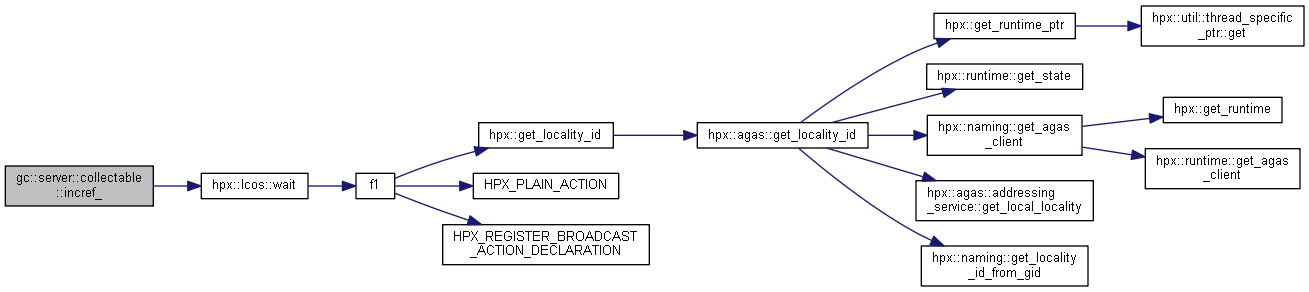 gc::server::collectable
::incref_
hpx::lcos::wait
f1
hpx::get_locality_id
HPX_PLAIN_ACTION
HPX_REGISTER_BROADCAST
_ACTION_DECLARATION
hpx::agas::get_locality_id
hpx::get_runtime_ptr
hpx::runtime::get_state
hpx::naming::get_agas
_client
hpx::agas::addressing
_service::get_local_locality
hpx::naming::get_locality
_id_from_gid
hpx::util::thread_specific
_ptr::get
hpx::get_runtime
hpx::runtime::get_agas
_client